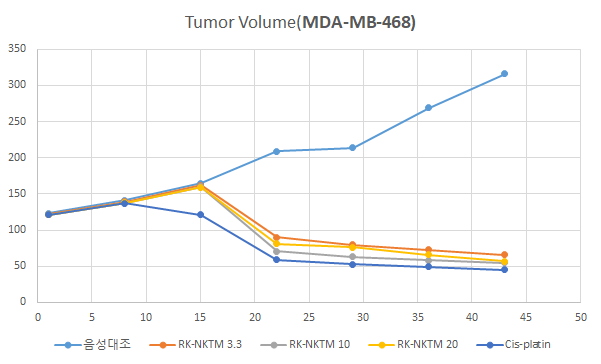 Tumor Volume(MDA-MB-468)
350
300
250
200
150
100
50
0
0 5 10 15 20 25 30 35 40 45 50
음성대조 RK-NKTM 3.3 RK-NKTM 10 RK-NKTM 20 Cis-platin